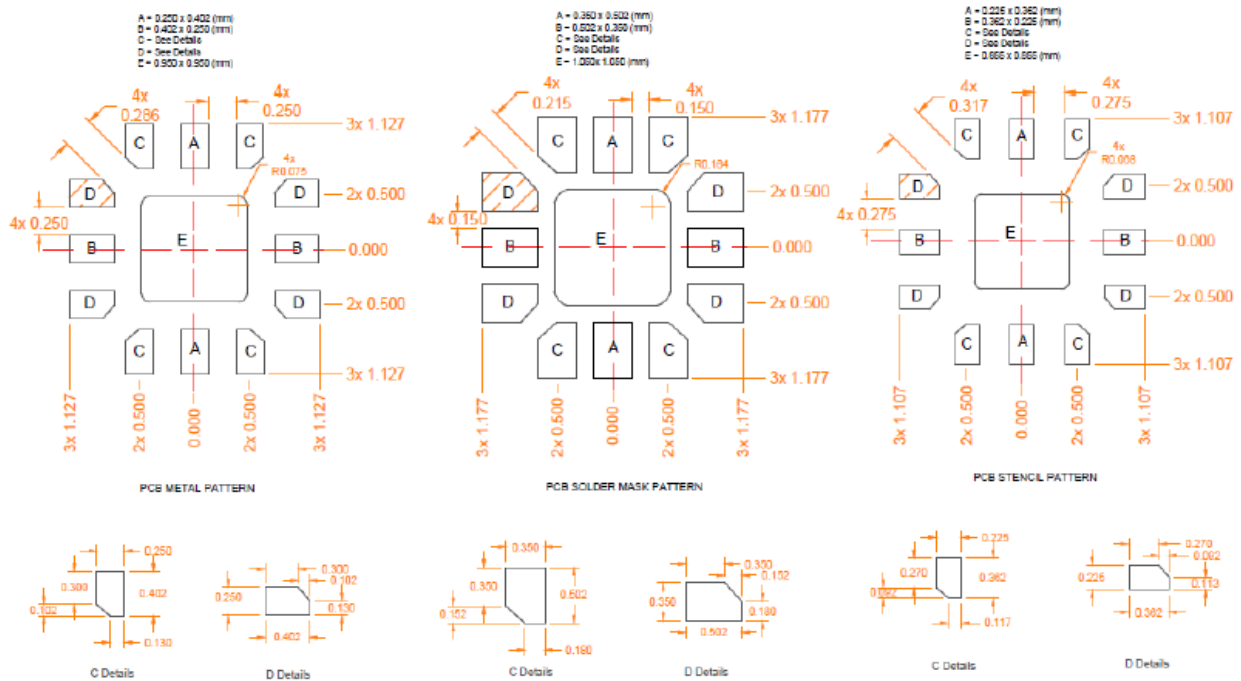 A = 0.250 x 0.402 (mm)
B = 0.402 x 0.250 (mm)
C = See Details
D = See Details
E = 0.950 x 0.950 (mm)
4x
0.286
4x
0.250
3x 1.127
C
A
C
4x
R0.075
D
D
2x 0.500
4x 0.250
E
B
B
0.000
D
D
2x 0.500
C
A
C
3x 1.127
3x 1.127
2x 0.500
0.000
2x 0.500
3x 1.127
PCB METAL PATTERN
A = 0.350 x 0.502 (mm)
B = 0.502 x 0.350 (mm)
C = See Details
D = See Details
E = 1.050x 1.050 (mm)
4x
0.215
4x
0.150
3x 1.177
C
A
C
R0.164
D
D
2x 0.500
4x 0.150
E
B
B
0.000
D
D
2x 0.500
C
A
C
3x 1.177
3x 1.177
2x 0.500
0.000
2x 0.500
3x 1.177
PCB SOLDER MASK PATTERN
A = 0.225 x 0.362 (mm)
B = 0.362 x 0.225 (mm)
C = See Details
D = See Details
4x
0.317
4x
0.275
3x 1.107
C
A
C
4x
D
D
2x 0.500
4x 0.275
E
B
B
0.000
D
D
2x 0.500
C
A
C
3x 1.107
3x 1.107
2x 0.500
0.000
2x 0.500
3x 1.107
PCB STENCIL PATTERN
0.250
0.300
0.402
0.102
0.130
C Details
0.300
0.102
0.250
0.130
0.402
D Details
0.350
0.350
0.502
0.152
0.180
C Details
0.350
0.152
0.350
0.180
0.502
D Details
0.225
0.270
0.362
0.092
0.117
C Details
0.270
0.092
0.225
0.113
0.362
D Details